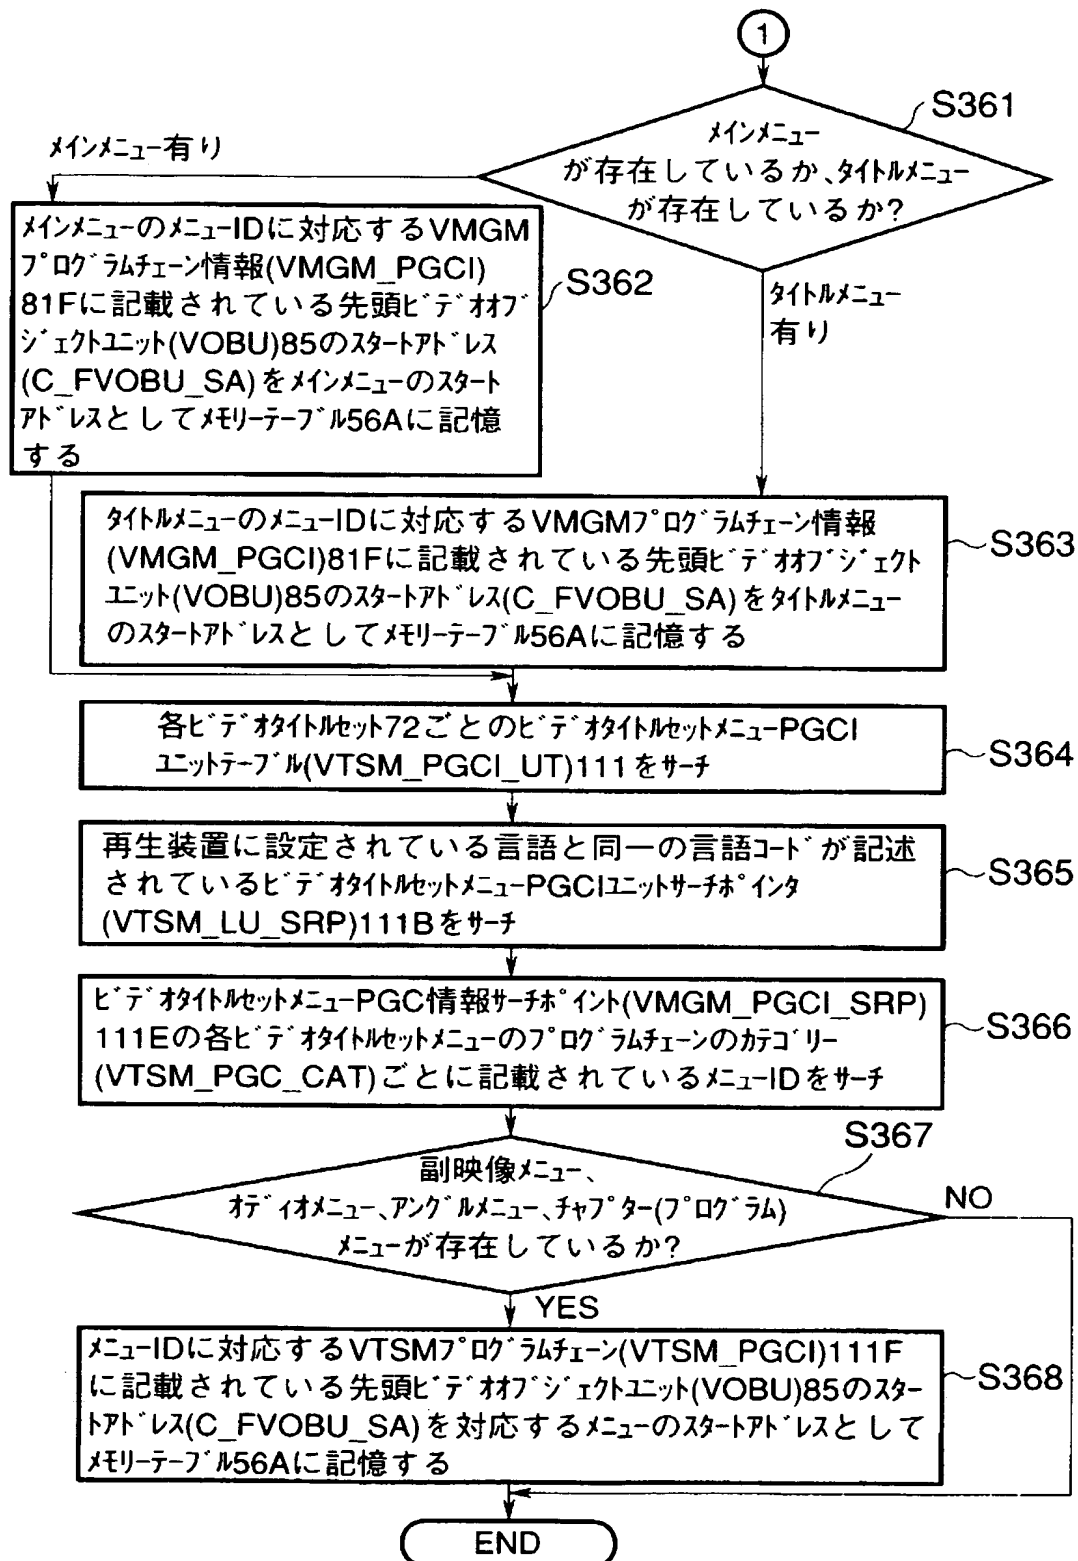 1
S361
メインメニュー
が存在しているか、タイトルメニュー
が存在しているか?
メインメニュー有り
タイトルメニュー
有り
メインメニューのメニューIDに対応するVMGM
プログラムチェーン情報(VMGM_PGCI)
81Fに記載されている先頭ビデオオブ
ジェクトユニット(VOBU)85のスタートアドレス
(C_FVOBU_SA)をメインメニューのスタート
アドレスとしてメモリーテーブル56Aに記憶
する
S362
タイトルメニューのメニューIDに対応するVMGMプログラムチェーン情報
(VMGM_PGCI)81Fに記載されている先頭ビデオオブジェクト
ユニット(VOBU)85のスタートアドレス(C_FVOBU_SA)をタイトルメニュー
のスタートアドレスとしてメモリーテーブル56Aに記憶する
S363
各ビデオタイトルセット72ごとのビデオタイトルセットメニューPGCI
ユニットテーブル(VTSM_PGCI_UT)111をサーチ
S364
再生装置に設定されている言語と同一の言語コードが記述
されているビデオタイトルセットメニューPGCIユニットサーチポインタ
(VTSM_LU_SRP)111Bをサーチ
S365
ビデオタイトルセットメニューPGC情報サーチポイント(VMGM_PGCI_SRP)
111Eの各ビデオタイトルセットメニューのプログラムチェーンのカテゴリー
(VTSM_PGC_CAT)ごとに記載されているメニューIDをサーチ
S366
S367
副映像メニュー、
オディオメニュー、アングルメニュー、チャプター(プログラム)
メニューが存在しているか?
NO
YES
メニューIDに対応するVTSMプログラムチェーン(VTSM_PGCI)111F
に記載されている先頭ビデオオブジェクトユニット(VOBU)85のスター
トアドレス(C_FVOBU_SA)を対応するメニューのスタートアドレスとして
メモリーテーブル56Aに記憶する
S368
END